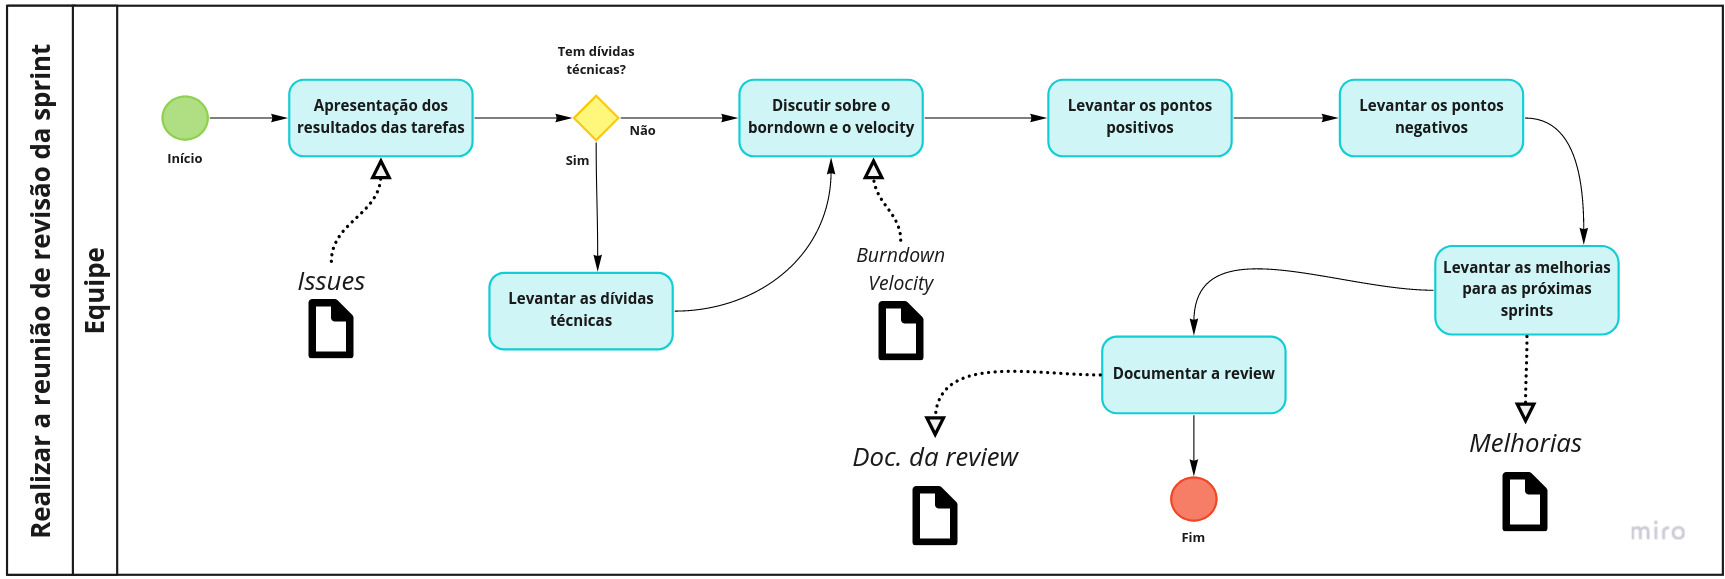 Realizar a reunião de revisão da sprint
Equipe
Início
Apresentação dos
resultados das tarefas
Tem dívidas
técnicas?
Não
Sim
Discutir sobre o
borndown e o velocity
Levantar os pontos
positivos
Levantar os pontos
negativos
Issues
Levantar as dívidas
técnicas
Burndown
Velocity
Levantar as melhorias
para as próximas
sprints
Documentar a review
Doc. da review
Melhorias
Fim
miro